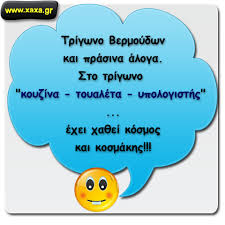 www.xaxa.gr
Τρίγωνο Βερμούδων
και πράσινα άλογα.
Στο τρίγωνο
"κουζίνα - τουαλέτα - υπολογιστής"
...
έχει χαθεί κόσμος
και κοσμάκης!!!